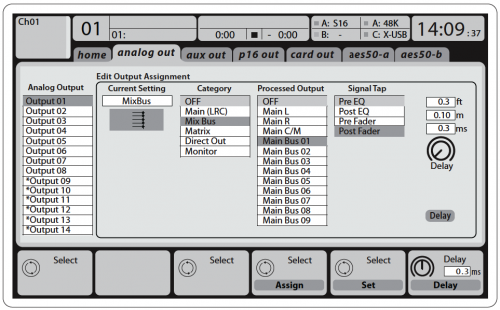 Ch01
01
01:
0:00 - 0:00
A: S16
B: -
A: 48K
C: X-USB
14:09:37
home analog out aux out p16 out card out aes50-a aes50-b
Edit Output Assignment
Analog Output
Output 01
Output 02
Output 03
Output 04
Output 05
Output 06
Output 07
Output 08
*Output 09
*Output 10
*Output 11
*Output 12
*Output 13
*Output 14
Current Setting
MixBus
Category
OFF
Main (LRC)
Mix Bus
Matrix
Direct Out
Monitor
Processed Output
OFF
Main L
Main R
Main C/M
Main Bus 01
Main Bus 02
Main Bus 03
Main Bus 04
Main Bus 05
Main Bus 06
Main Bus 07
Main Bus 08
Main Bus 09
Signal Tap
Pre EQ
Post EQ
Pre Fader
Post Fader
0.3 ft
0.10 m
0.3 ms
Delay
Delay
Select
Select
Select
Assign
Select
Set
Delay
0.3 ms
Delay